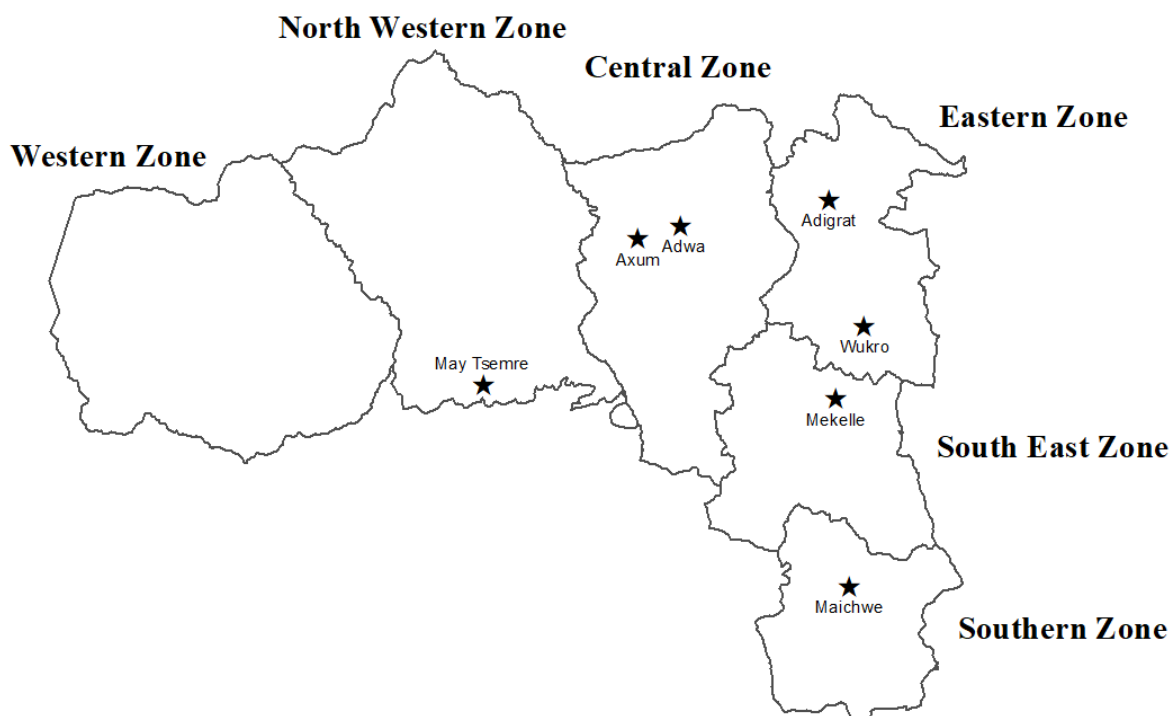 North Western Zone
Central Zone
Eastern Zone
Western Zone
Adigrat
Adwa
Axum
Wukro
May Tsemre
Mekelle
South East Zone
Maichwe
Southern Zone